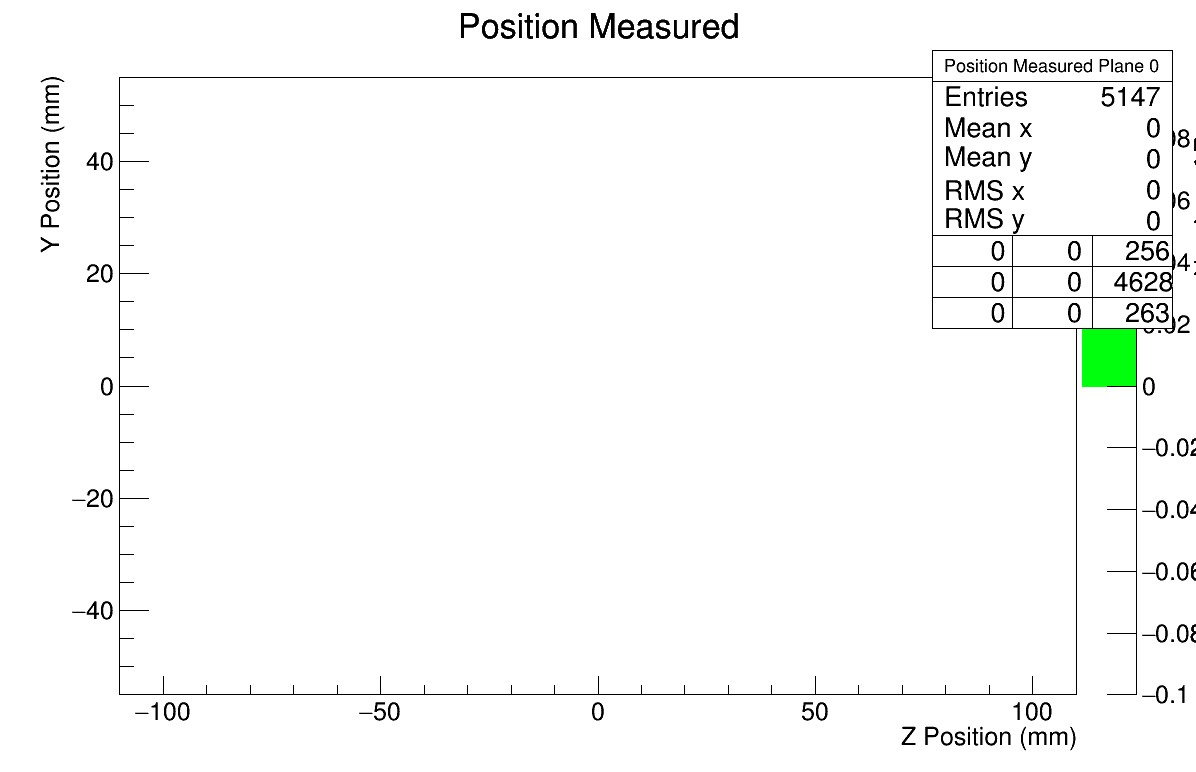 Position Measured
Position Measured Plane 0
Entries 5147
Mean x 0
Mean y 0
RMS x 0
RMS y 0
0 0 256
0 0 4628
0 0 263
Y Position (mm)
40
20
0
−20
−40
−100 −50 0 50 100
Z Position (mm)
0
−0.02
−0.04
−0.06
−0.08
−0.1